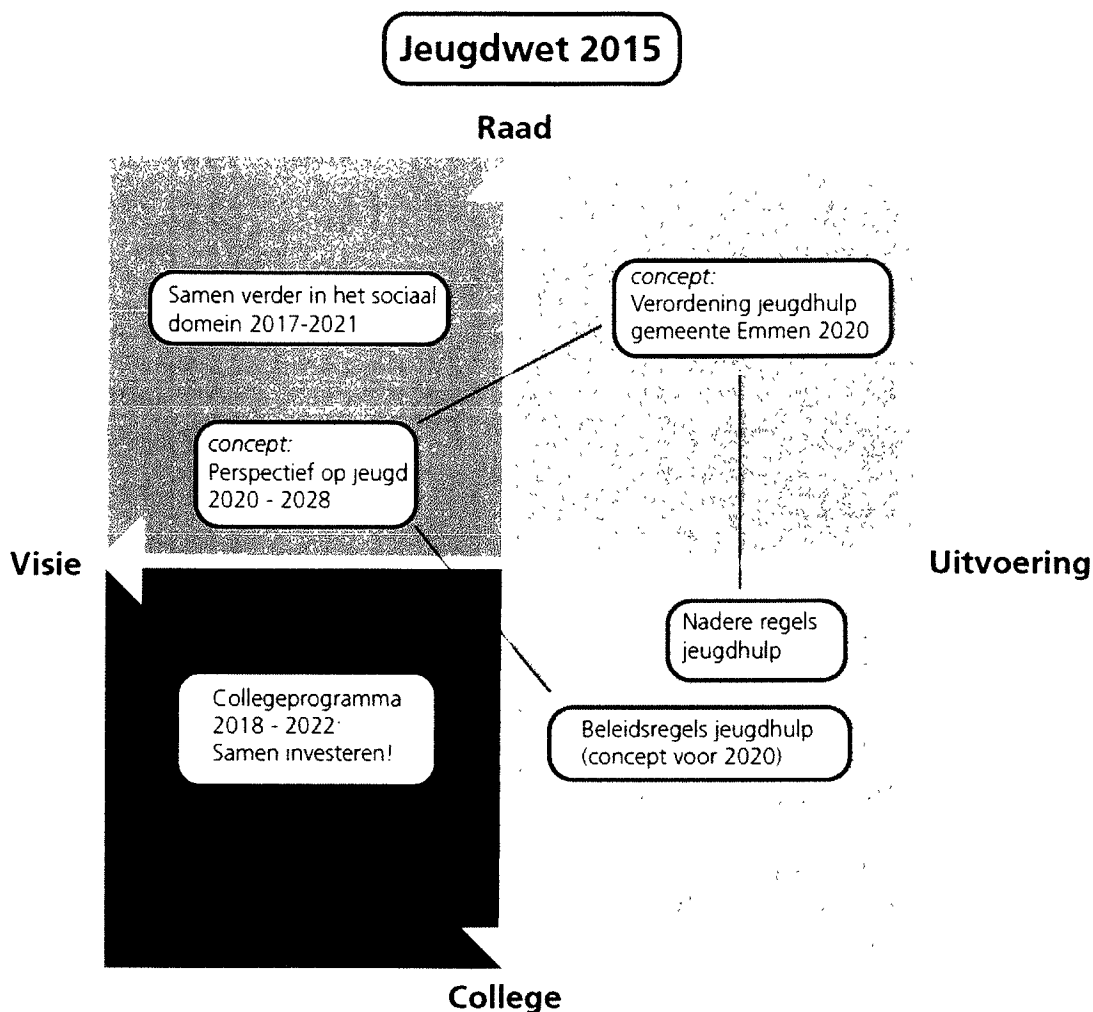 Jeugdwet 2015
Raad
Samen verder in het sociaal
domein 2017-2021
concept:
Verordening jeugdhulp
gemeente Emmen 2020
concept:
Perspectief op jeugd
2020 - 2028
Visie
Uitvoering
Nadere regels
jeugdhulp
Collegeprogramma
2018 - 2022
Samen investeren!
Beleidsregels jeugdhulp
(concept voor 2020)
College